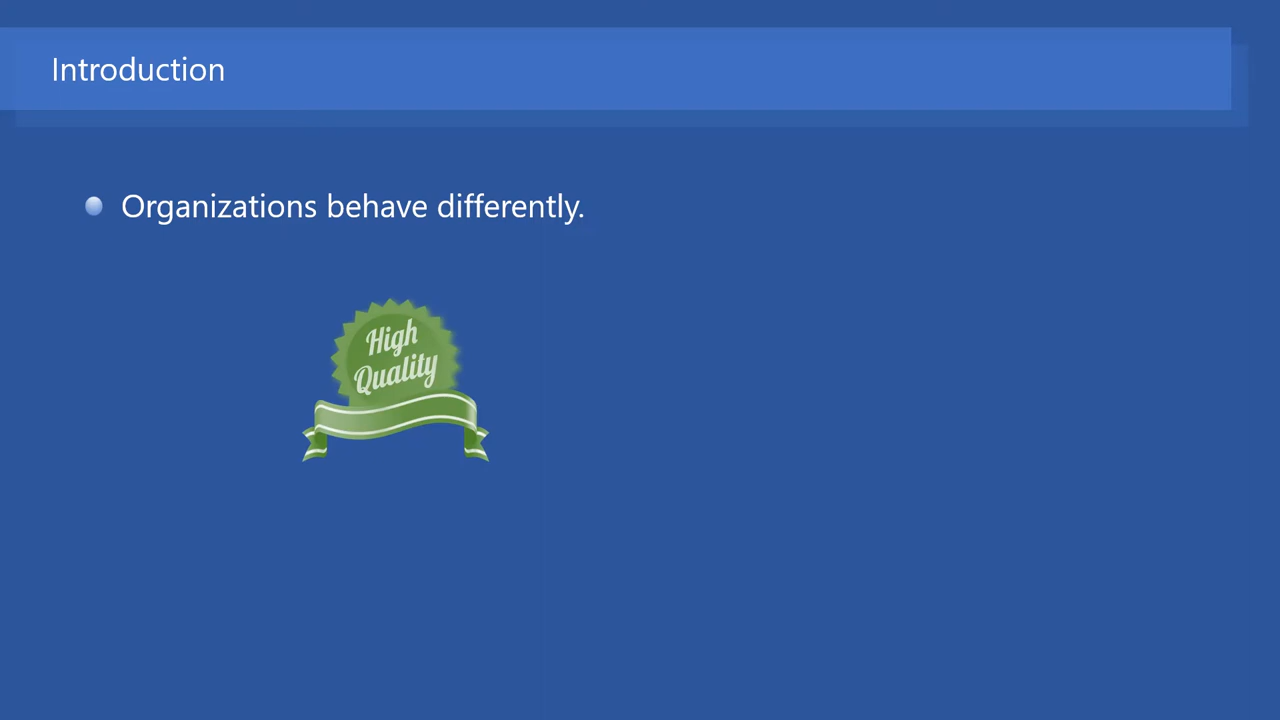 Introduction
Organizations behave differently.
High
Quality